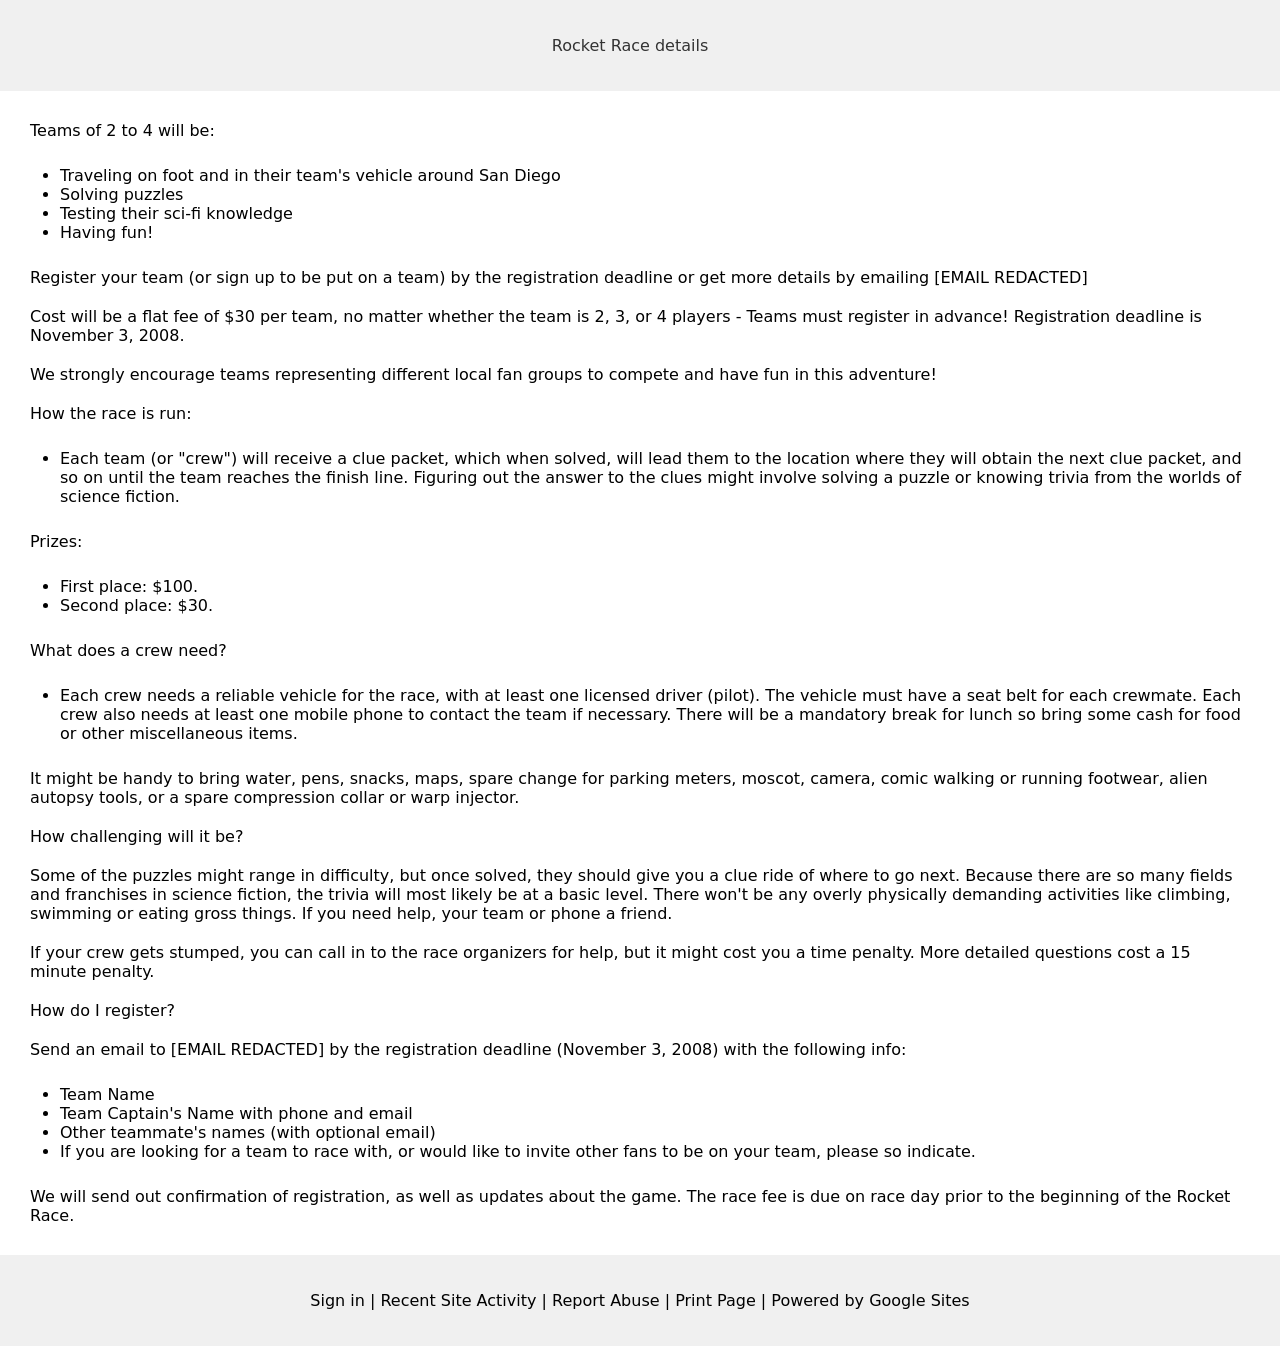 Rocket Race details
Teams of 2 to 4 will be:
• Traveling on foot and in their team's vehicle around San Diego
• Solving puzzles
• Testing their sci-fi knowledge
• Having fun!
Register your team (or sign up to be put on a team) by the registration deadline or get more details by emailing [EMAIL REDACTED]
Cost will be a flat fee of $30 per team, no matter whether the team is 2, 3, or 4 players - Teams must register in advance! Registration deadline is
November 3, 2008.
We strongly encourage teams representing different local fan groups to compete and have fun in this adventure!
How the race is run:
• Each team (or "crew") will receive a clue packet, which when solved, will lead them to the location where they will obtain the next clue packet, and
so on until the team reaches the finish line. Figuring out the answer to the clues might involve solving a puzzle or knowing trivia from the worlds of
science fiction.
Prizes:
• First place: $100.
• Second place: $30.
What does a crew need?
• Each crew needs a reliable vehicle for the race, with at least one licensed driver (pilot). The vehicle must have a seat belt for each crewmate. Each
crew also needs at least one mobile phone to contact the team if necessary. There will be a mandatory break for lunch so bring some cash for food
or other miscellaneous items.
It might be handy to bring water, pens, snacks, maps, spare change for parking meters, moscot, camera, comic walking or running footwear, alien
autopsy tools, or a spare compression collar or warp injector.
How challenging will it be?
Some of the puzzles might range in difficulty, but once solved, they should give you a clue ride of where to go next. Because there are so many fields
and franchises in science fiction, the trivia will most likely be at a basic level. There won't be any overly physically demanding activities like climbing,
swimming or eating gross things. If you need help, your team or phone a friend.
If your crew gets stumped, you can call in to the race organizers for help, but it might cost you a time penalty. More detailed questions cost a 15
minute penalty.
How do I register?
Send an email to [EMAIL REDACTED] by the registration deadline (November 3, 2008) with the following info:
• Team Name
• Team Captain's Name with phone and email
• Other teammate's names (with optional email)
• If you are looking for a team to race with, or would like to invite other fans to be on your team, please so indicate.
We will send out confirmation of registration, as well as updates about the game. The race fee is due on race day prior to the beginning of the Rocket
Race.
Sign in | Recent Site Activity | Report Abuse | Print Page | Powered by Google Sites